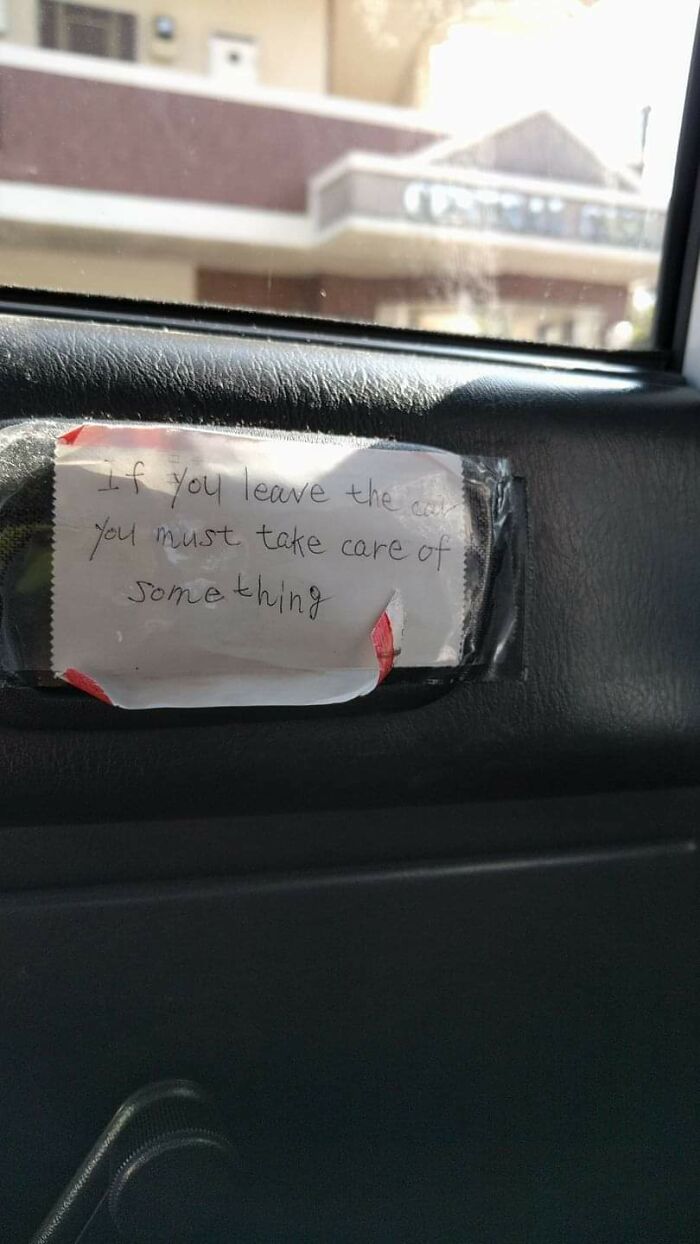 If you leave the car
you must take care of
something